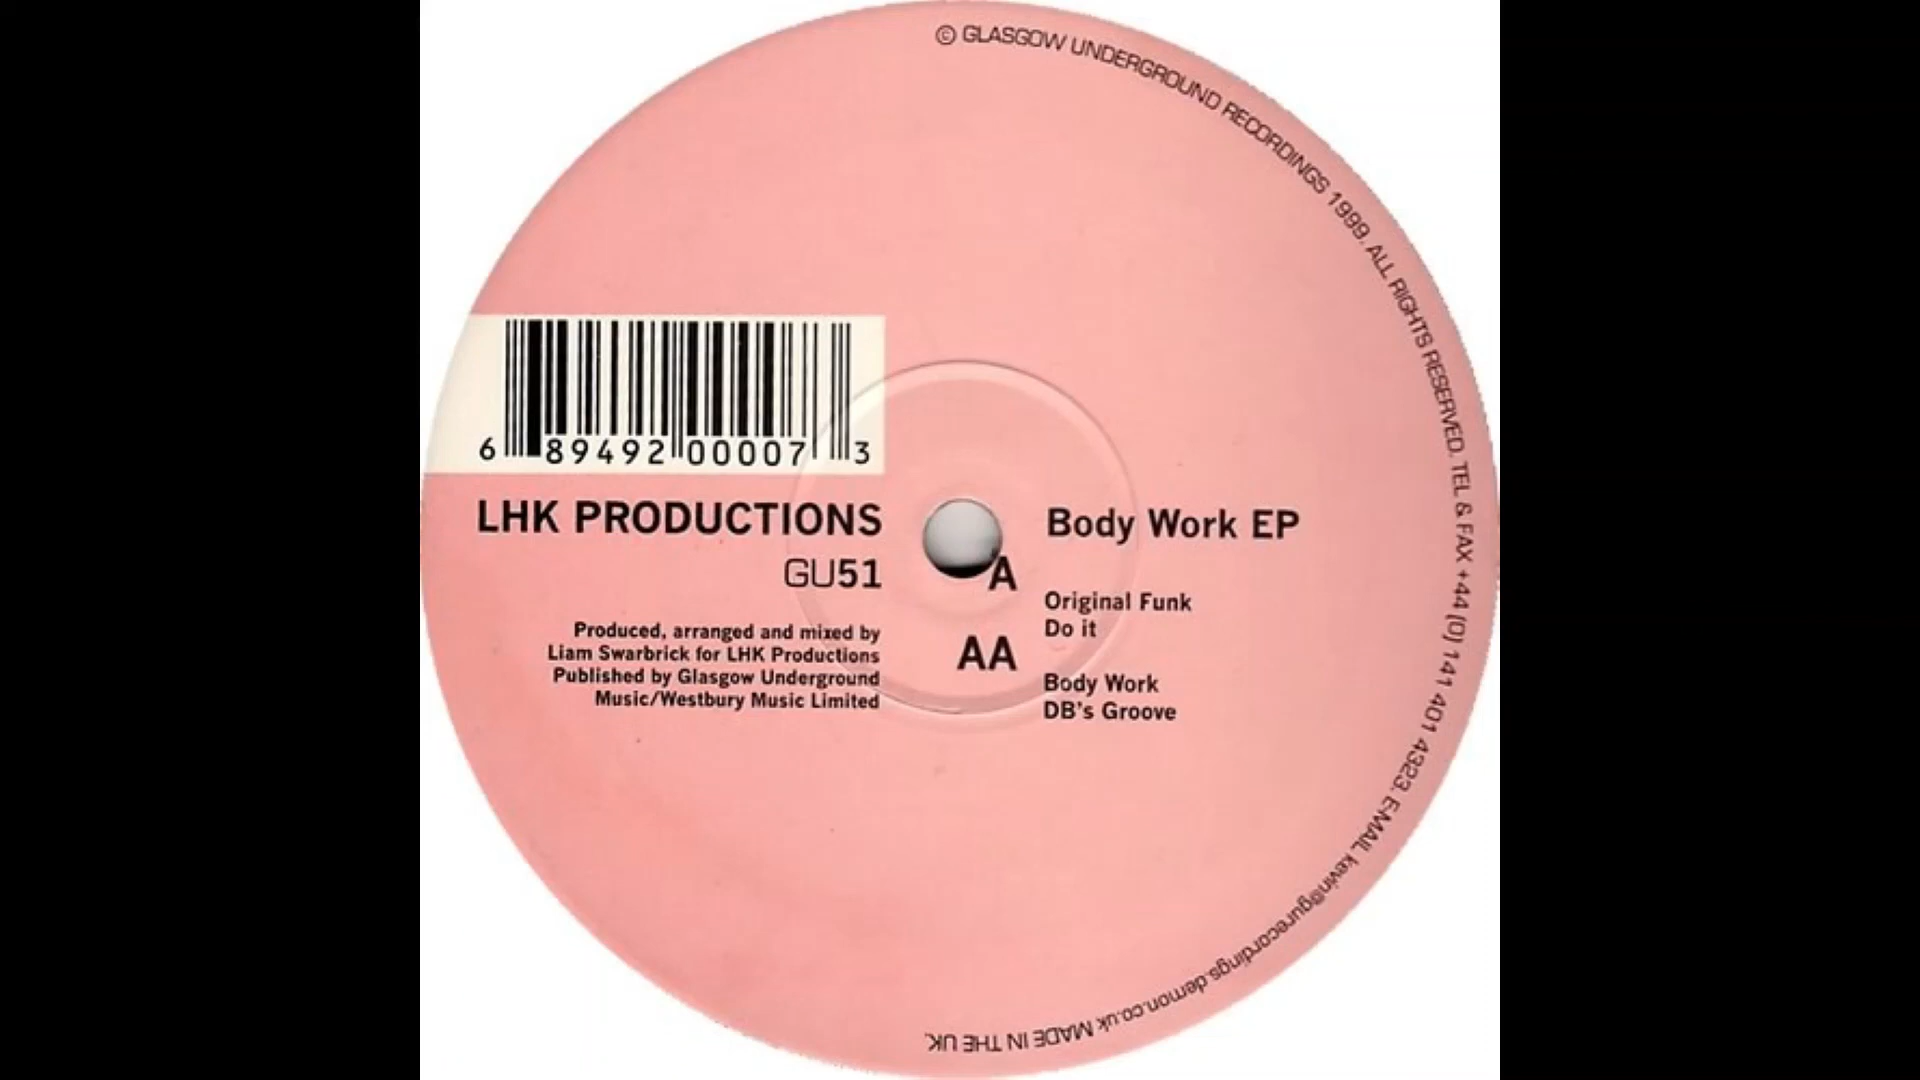 © GLASGOW UNDERGROUND RECORDINGS 1999. ALL RIGHTS RESERVED. TEL & FAX +44 (0) 141 401 4323. E-MAIL kevin@gurecordings.demon.co.uk MADE IN THE UK.
6 89492 00007 3
LHK PRODUCTIONS
GU51
Produced, arranged and mixed by
Liam Swarbrick for LHK Productions
Published by Glasgow Underground
Music/Westbury Music Limited
Body Work EP
A
Original Funk
Do it
AA
Body Work
DB's Groove